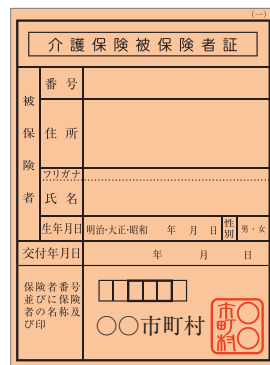 (一)
介護保険被保険者証
被保険者
番号
住所
フリガナ
氏名
生年月日 明治・大正・昭和 年 月 日 性別 男・女
交付年月日 年 月 日
保険者番号
並びに保険
者の名称及
び印
〇〇市町村
〇〇
市町村